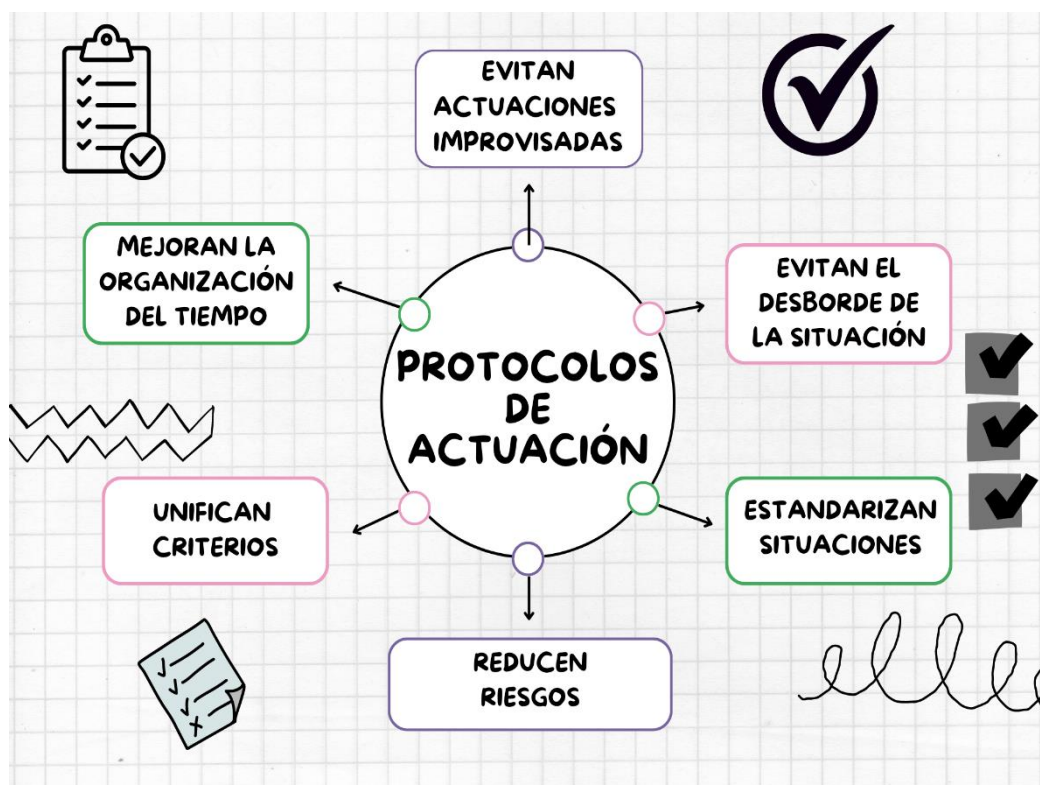 EVITAN
ACTUACIONES
IMPROVISADAS
MEJORAN LA
ORGANIZACIÓN
DEL TIEMPO
EVITAN EL
DESBORDE DE
LA SITUACIÓN
PROTOCOLOS
DE
ACTUACIÓN
UNIFICAN
CRITERIOS
ESTANDARIZAN
SITUACIONES
REDUCEN
RIESGOS